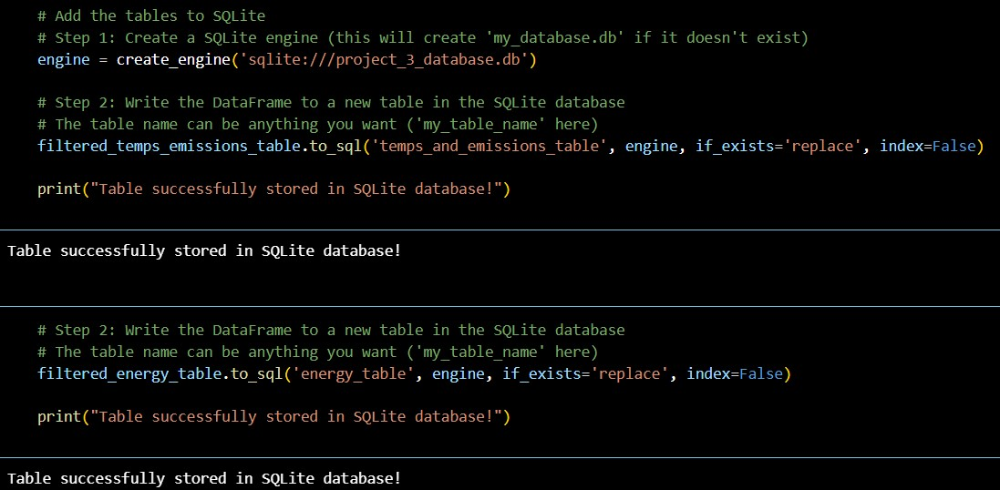 # Add the tables to SQLite
# Step 1: Create a SQLite engine (this will create 'my_database.db' if it doesn't exist)
engine = create_engine('sqlite:///project_3_database.db')
# Step 2: Write the DataFrame to a new table in the SQLite database
# The table name can be anything you want ('my_table_name' here)
filtered_temps_emissions_table.to_sql('temps_and_emissions_table', engine, if_exists='replace', index=False)
print("Table successfully stored in SQLite database!")
Table successfully stored in SQLite database!
# Step 2: Write the DataFrame to a new table in the SQLite database
# The table name can be anything you want ('my_table_name' here)
filtered_energy_table.to_sql('energy_table', engine, if_exists='replace', index=False)
print("Table successfully stored in SQLite database!")
Table successfully stored in SQLite database!